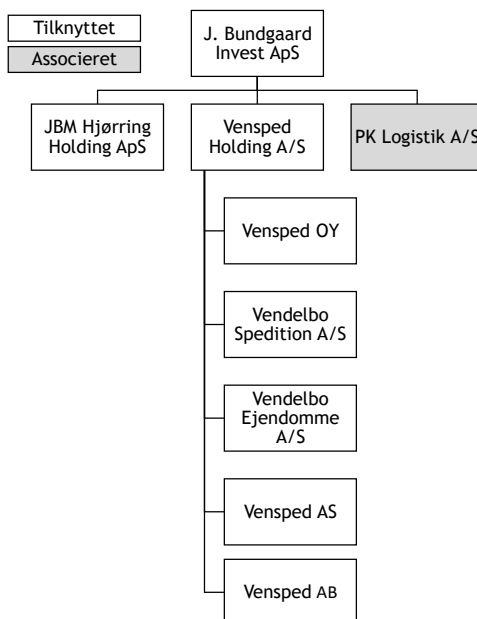 Tilknyttet
Associeret
J. Bundgaard
Invest ApS
JBM Hjørring
Holding ApS
Vensped
Holding A/S
PK Logistik A/S
Vensped OY
Vendelbo
Spedition A/S
Vendelbo
Ejendomme
A/S
Vensped AS
Vensped AB